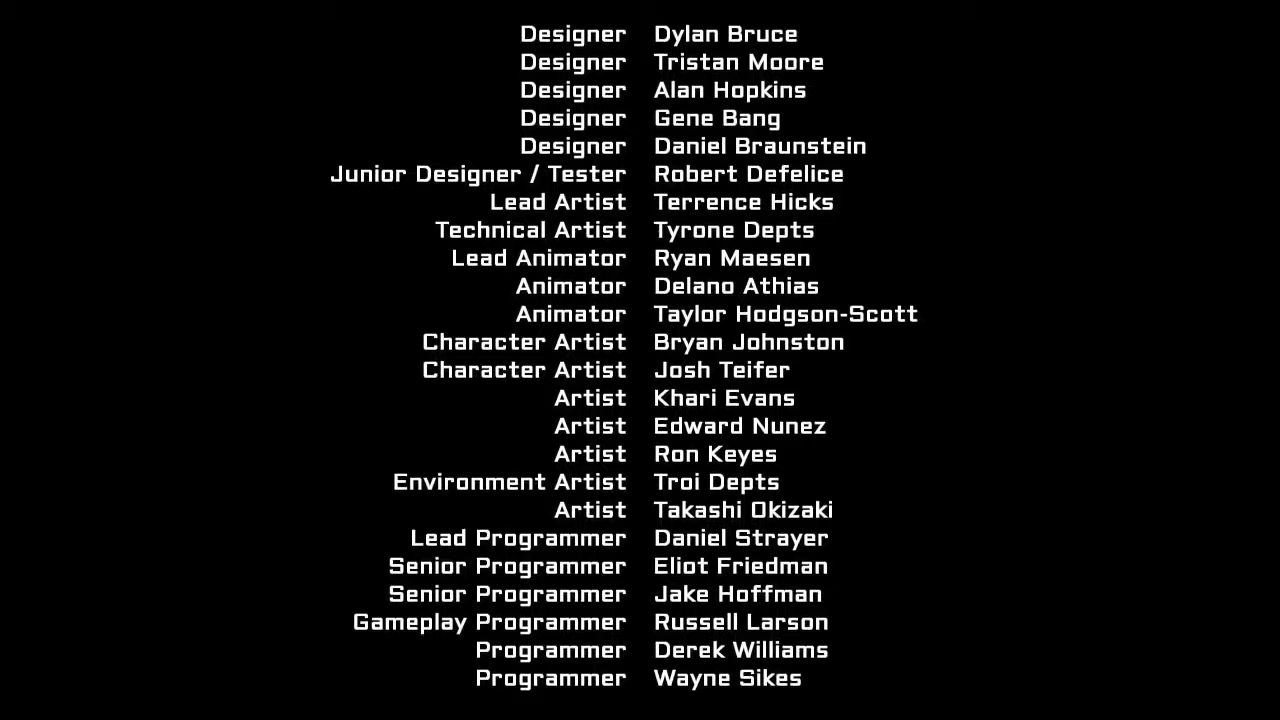 Designer Dylan Bruce
Designer Tristan Moore
Designer Alan Hopkins
Designer Gene Bang
Designer Daniel Braunstein
Junior Designer / Tester Robert Defelice
Lead Artist Terrence Hicks
Technical Artist Tyrone Depts
Lead Animator Ryan Maesen
Animator Delano Athias
Animator Taylor Hodgson-Scott
Character Artist Bryan Johnston
Character Artist Josh Teifer
Artist Khari Evans
Artist Edward Nunez
Artist Ron Keyes
Environment Artist Troi Depts
Artist Takashi Okizaki
Lead Programmer Daniel Strayer
Senior Programmer Eliot Friedman
Senior Programmer Jake Hoffman
Gameplay Programmer Russell Larson
Programmer Derek Williams
Programmer Wayne Sikes